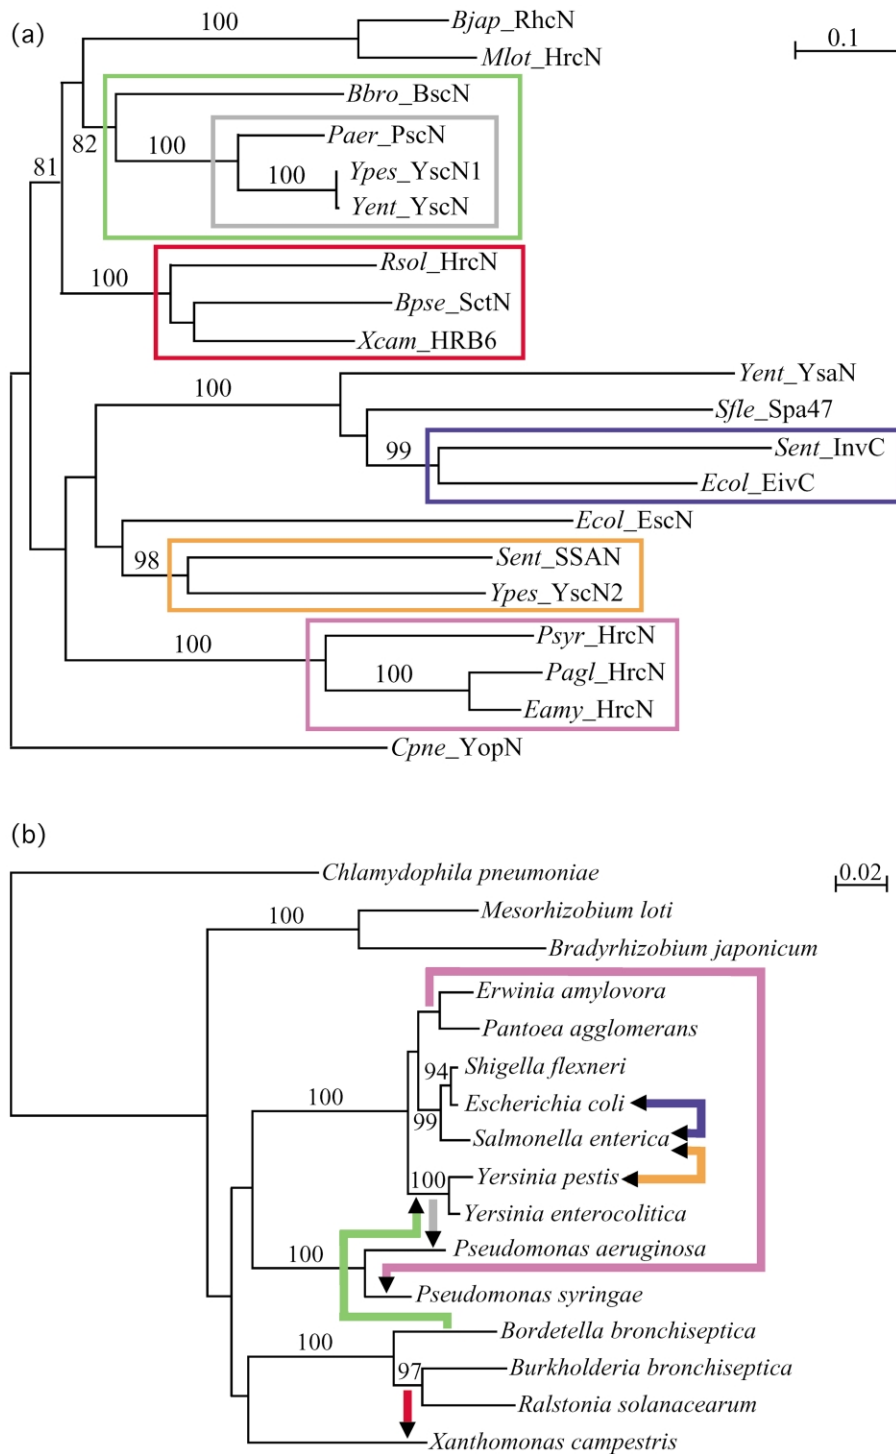 (a)
100
Bjap_RhcN
0.1
Mlot_HrcN
Bbro_BscN
82
100
Paer_PscN
81
100
Ypes_YscN1
Yent_YscN
100
Rsol_HrcN
Bpse_SctN
Xcam_HRB6
100
Yent_YsaN
Sfle_Spa47
99
Sent_InvC
Ecol_EivC
Ecol_EscN
98
Sent_SSAN
Ypes_YscN2
100
Psyr_HrcN
100
Pagl_HrcN
Eamy_HrcN
Cpne_YopN
(b)
Chlamydophila pneumoniae
0.02
100
Mesorhizobium loti
Bradyrhizobium japonicum
Erwinia amylovora
Pantoea agglomerans
94
Shigella flexneri
100
Escherichia coli
99
Salmonella enterica
100
Yersinia pestis
Yersinia enterocolitica
100
Pseudomonas aeruginosa
Pseudomonas syringae
100
Bordetella bronchiseptica
97
Burkholderia bronchiseptica
Ralstonia solanacearum
Xanthomonas campestris